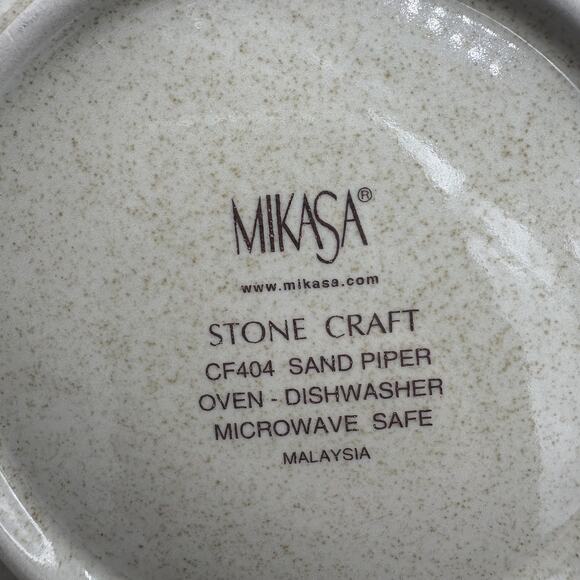 MIKASA®
www.mikasa.com
STONE CRAFT
CF404 SAND PIPER
OVEN - DISHWASHER
MICROWAVE SAFE
MALAYSIA